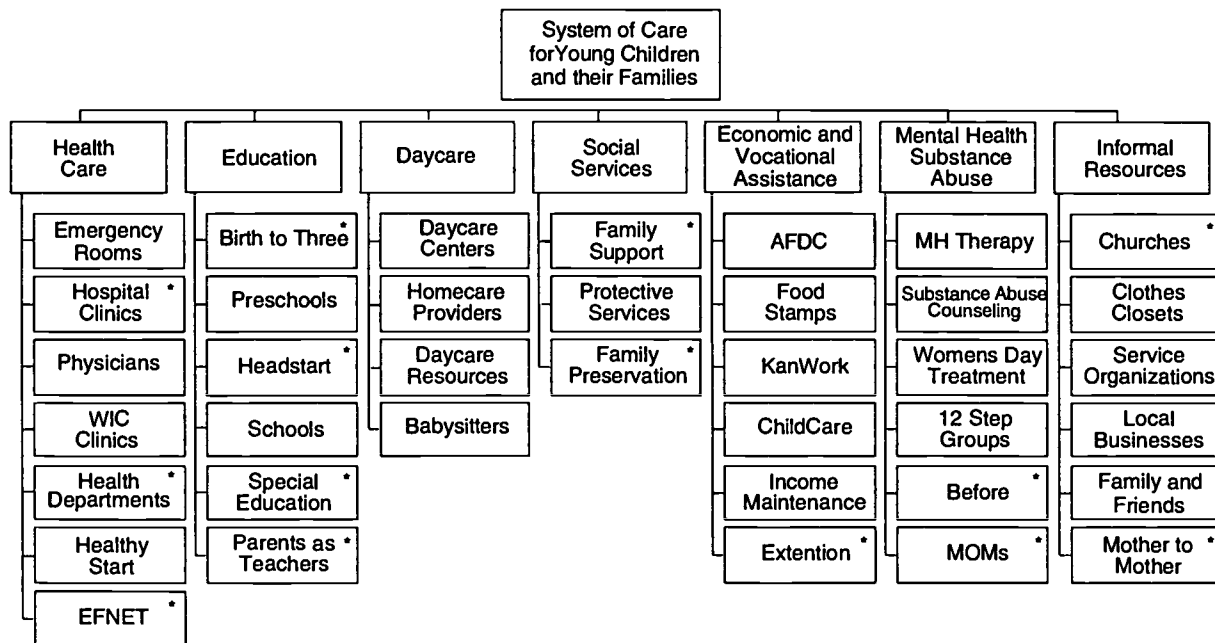 System of Care
forYoung Children
and their Families
Health
Care
Emergency
Rooms
Hospital *
Clinics
Physicians
WIC
Clinics
Health *
Departments
Healthy
Start
EFNET *
Education
Birth to Three *
Preschools
Headstart *
Schools
Special *
Education
Parents as *
Teachers
Daycare
Daycare
Centers
Homecare
Providers
Daycare
Resources
Babysitters
Social
Services
Family *
Support
Protective
Services
Family *
Preservation
Economic and
Vocational
Assistance
AFDC
Food
Stamps
KanWork
ChildCare
Income
Maintenance
Extention *
Mental Health
Substance
Abuse
MH Therapy
Substance Abuse
Counseling
Womens Day
Treatment
12 Step
Groups
Before *
MOMs *
Informal
Resources
Churches *
Clothes
Closets
Service
Organizations
Local
Businesses
Family and
Friends
Mother to *
Mother